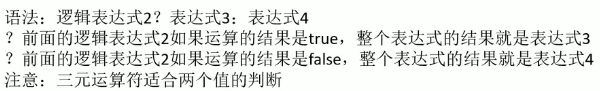 语法：逻辑表达式2？表达式3：表达式4
？前面的逻辑表达式2如果运算的结果是true，整个表达式的结果就是表达式3
？前面的逻辑表达式2如果运算的结果是false，整个表达式的结果就是表达式4
注意：三元运算符适合两个值的判断